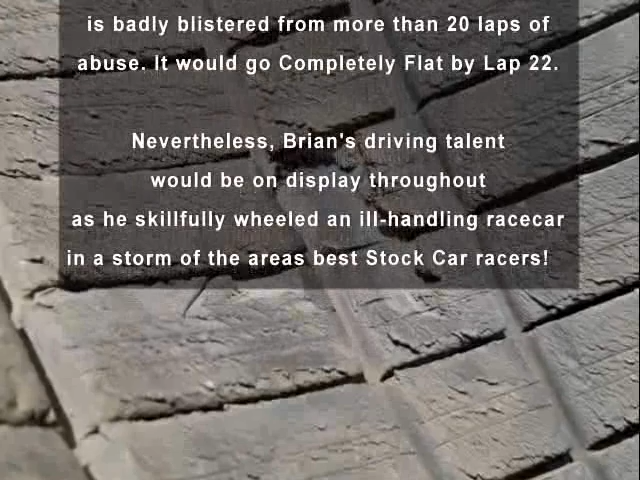 is badly blistered from more than 20 laps of
abuse. It would go Completely Flat by Lap 22.
Nevertheless, Brian's driving talent
would be on display throughout
as he skillfully wheeled an ill-handling racecar
in a storm of the areas best Stock Car racers!